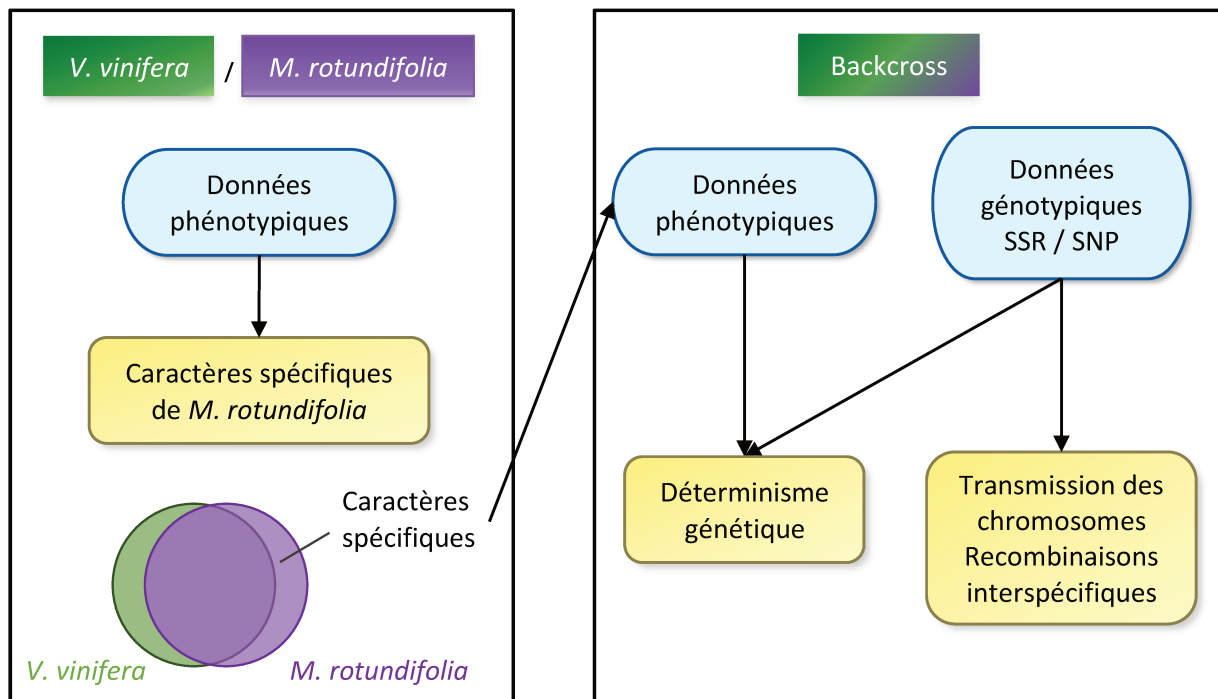 V. vinifera / M. rotundifolia
Données
phénotypiques
Caractères spécifiques
de M. rotundifolia
Caractères
spécifiques
V. vinifera
M. rotundifolia
Backcross
Données
phénotypiques
Données
génotypiques
SSR / SNP
Déterminisme
génétique
Transmission des
chromosomes
Recombinaisons
interspécifiques